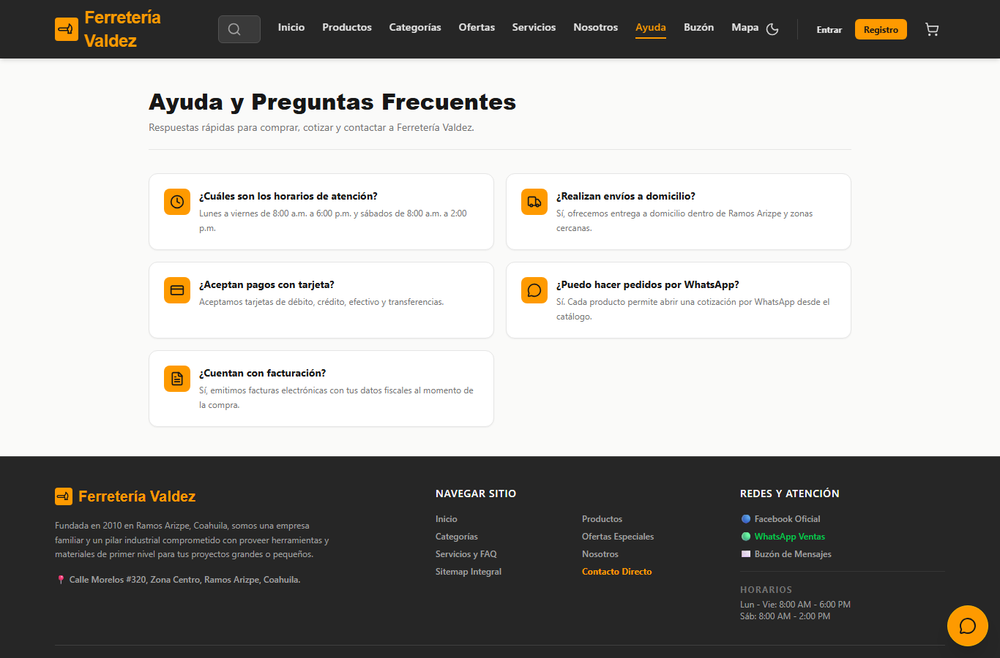 Ferretería
Valdez
Inicio
Productos
Categorías
Ofertas
Servicios
Nosotros
Ayuda
Buzón
Mapa
Entrar
Registro
Ayuda y Preguntas Frecuentes
Respuestas rápidas para comprar, cotizar y contactar a Ferretería Valdez.
¿Cuáles son los horarios de atención?
Lunes a viernes de 8:00 a.m. a 6:00 p.m. y sábados de 8:00 a.m. a 2:00
p.m.
¿Realizan envíos a domicilio?
Sí, ofrecemos entrega a domicilio dentro de Ramos Arizpe y zonas
cercanas.
¿Aceptan pagos con tarjeta?
Aceptamos tarjetas de débito, crédito, efectivo y transferencias.
¿Puedo hacer pedidos por WhatsApp?
Sí. Cada producto permite abrir una cotización por WhatsApp desde el
catálogo.
¿Cuentan con facturación?
Sí, emitimos facturas electrónicas con tus datos fiscales al momento de
la compra.
Ferretería Valdez
Fundada en 2010 en Ramos Arizpe, Coahuila, somos una empresa
familiar y un pilar industrial comprometido con proveer herramientas y
materiales de primer nivel para tus proyectos grandes o pequeños.
Calle Morelos #320, Zona Centro, Ramos Arizpe, Coahuila.
NAVEGAR SITIO
Inicio
Categorías
Servicios y FAQ
Sitemap Integral
Productos
Ofertas Especiales
Nosotros
Contacto Directo
REDES Y ATENCIÓN
Facebook Oficial
WhatsApp Ventas
Buzón de Mensajes
HORARIOS
Lun - Vie: 8:00 AM - 6:00 PM
Sáb: 8:00 AM - 2:00 PM